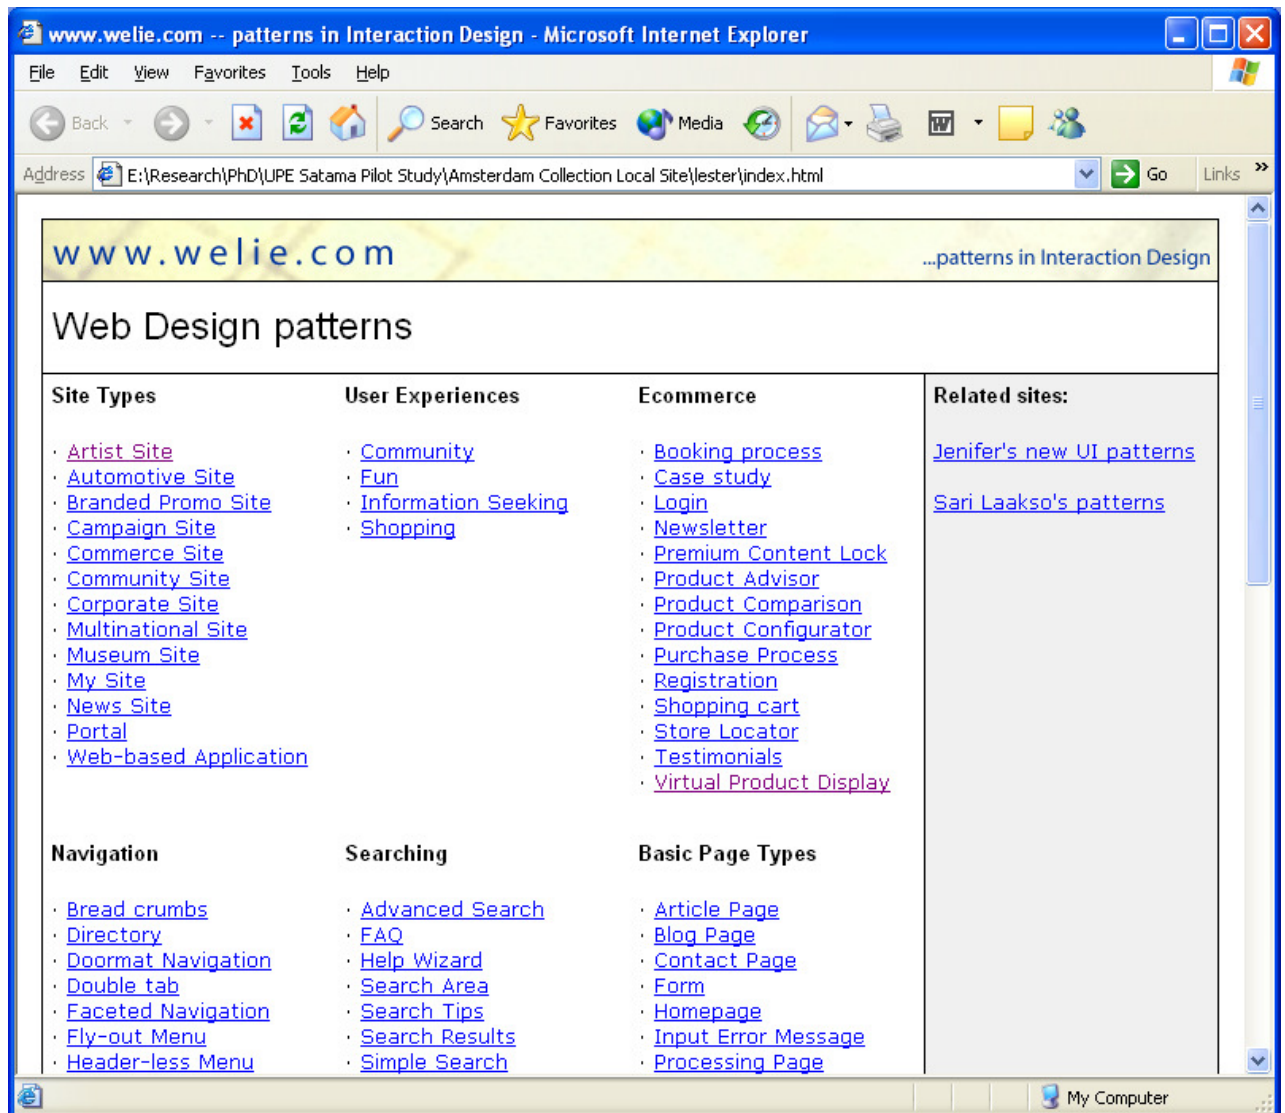 www.welie.com -- patterns in Interaction Design - Microsoft Internet Explorer
File Edit View Favorites Tools Help
Back Search Favorites Media
Address E:\Research\PhD\UPE Satama Pilot Study\Amsterdam Collection Local Site\lester\index.html Go Links »
www.welie.com ...patterns in Interaction Design
Web Design patterns
Site Types
· Artist Site
· Automotive Site
· Branded Promo Site
· Campaign Site
· Commerce Site
· Community Site
· Corporate Site
· Multinational Site
· Museum Site
· My Site
· News Site
· Portal
· Web-based Application
User Experiences
· Community
· Fun
· Information Seeking
· Shopping
Ecommerce
· Booking process
· Case study
· Login
· Newsletter
· Premium Content Lock
· Product Advisor
· Product Comparison
· Product Configurator
· Purchase Process
· Registration
· Shopping cart
· Store Locator
· Testimonials
· Virtual Product Display
Related sites:
Jenifer's new UI patterns
Sari Laakso's patterns
Navigation
· Bread crumbs
· Directory
· Doormat Navigation
· Double tab
· Faceted Navigation
· Fly-out Menu
· Header-less Menu
Searching
· Advanced Search
· FAQ
· Help Wizard
· Search Area
· Search Tips
· Search Results
· Simple Search
Basic Page Types
· Article Page
· Blog Page
· Contact Page
· Form
· Homepage
· Input Error Message
· Processing Page
My Computer